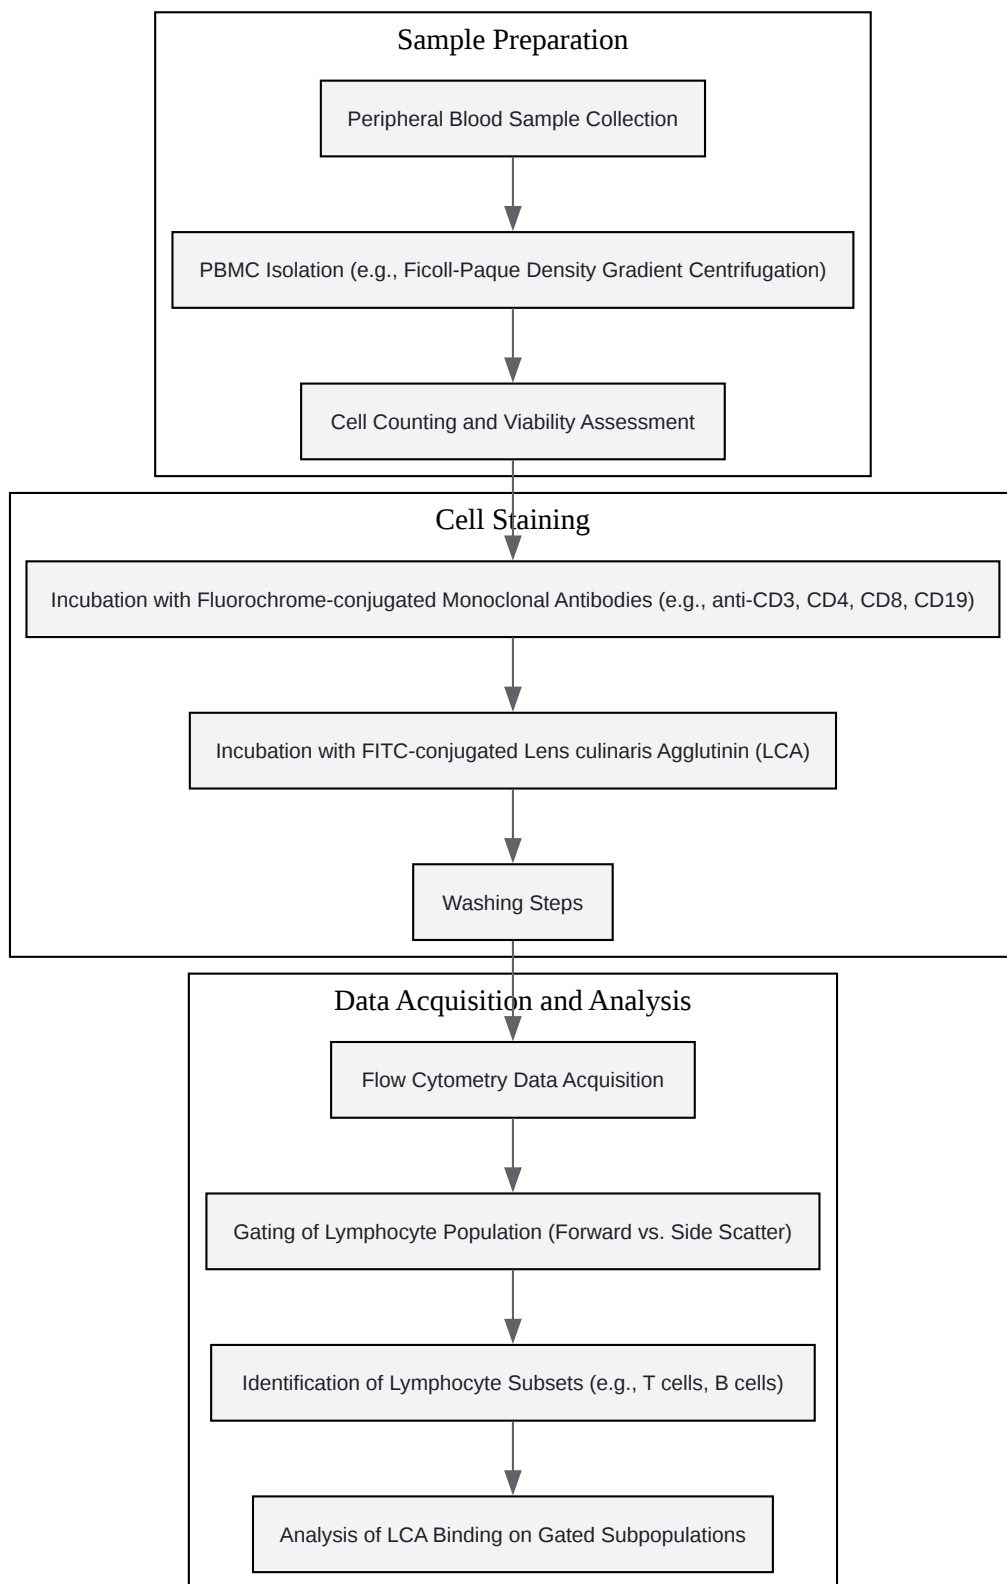 Sample Preparation
Peripheral Blood Sample Collection
PBMC Isolation (e.g., Ficoll-Paque Density Gradient Centrifugation)
Cell Counting and Viability Assessment
Cell Staining
Incubation with Fluorochrome-conjugated Monoclonal Antibodies (e.g., anti-CD3, CD4, CD8, CD19)
Incubation with FITC-conjugated Lens culinaris Agglutinin (LCA)
Washing Steps
Data Acquisition and Analysis
Flow Cytometry Data Acquisition
Gating of Lymphocyte Population (Forward vs. Side Scatter)
Identification of Lymphocyte Subsets (e.g., T cells, B cells)
Analysis of LCA Binding on Gated Subpopulations